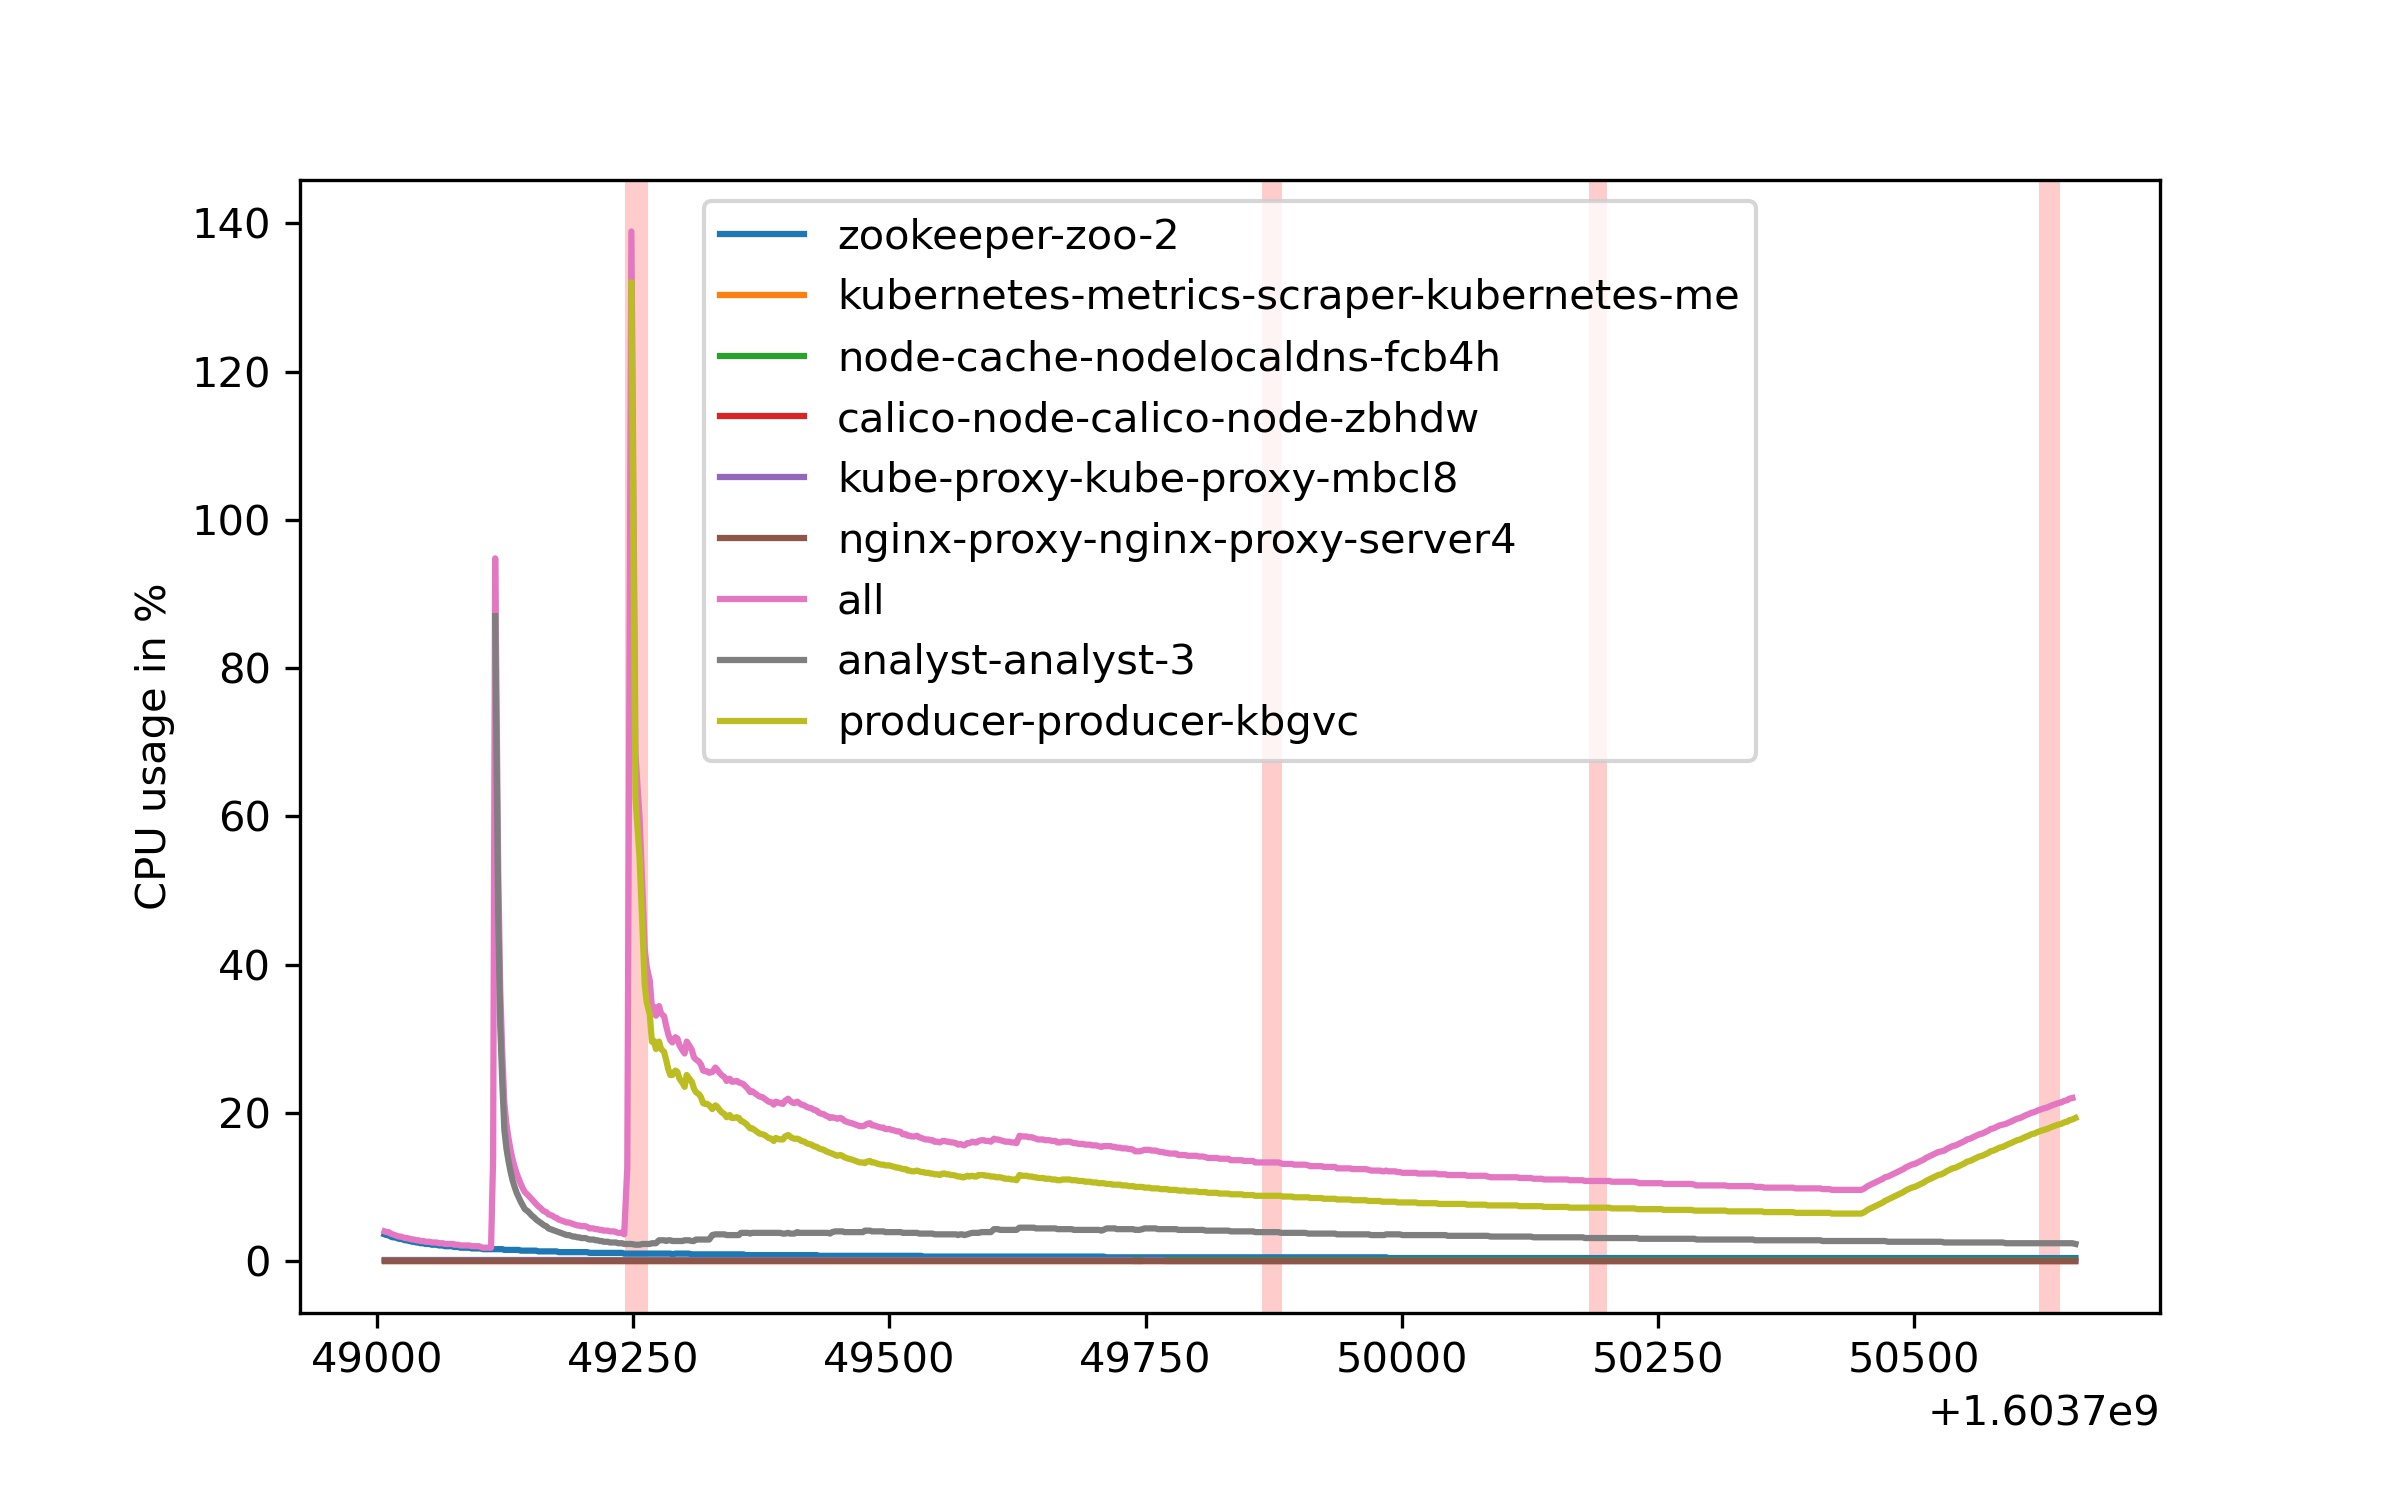 140
120
100
80
60
40
20
0
CPU usage in %
zookeeper-zoo-2
kubernetes-metrics-scraper-kubernetes-me
node-cache-nodelocaldns-fcb4h
calico-node-calico-node-zbhdw
kube-proxy-kube-proxy-mbcl8
nginx-proxy-nginx-proxy-server4
all
analyst-analyst-3
producer-producer-kbgvc
49000 49250 49500 49750 50000 50250 50500
+1.6037e9